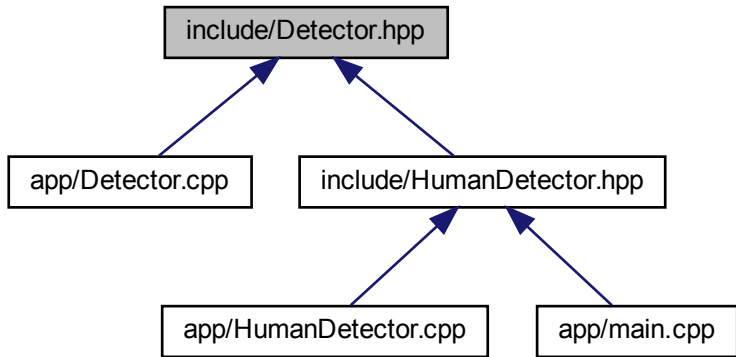 include/Detector.hpp
app/Detector.cpp
include/HumanDetector.hpp
app/HumanDetector.cpp
app/main.cpp